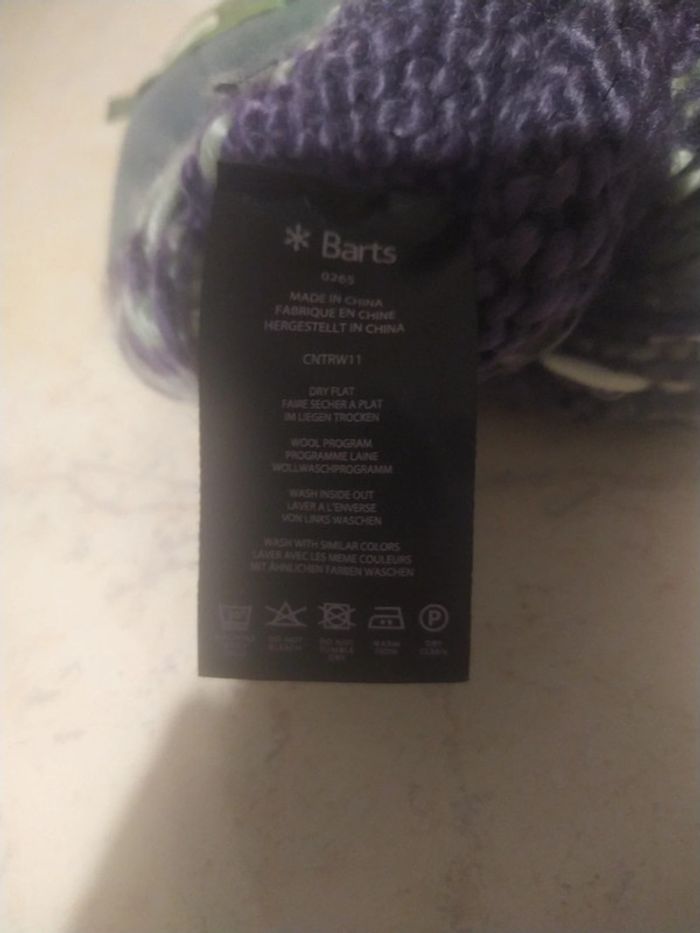 Barts
0265
MADE IN CHINA
FABRIQUE EN CHINE
HERGESTELLT IN CHINA
CNTRW11
DRY FLAT
FAIRE SECHER A PLAT
IM LIEGEN TROCKEN
WOOL PROGRAM
PROGRAMME LAINE
WOLLWASCHPROGRAMM
WASH INSIDE OUT
LAVER A L'ENVERSE
VON LINKS WASCHEN
WASH WITH SIMILAR COLORS
LAVER AVEC LES MEME COULEURS
MIT ÄHNLICHEN FARBEN WASCHEN
P
DO NOT
BLEACH
DO NOT
TUMBLE
DRY
WARM
IRON
DRY
CLEAN